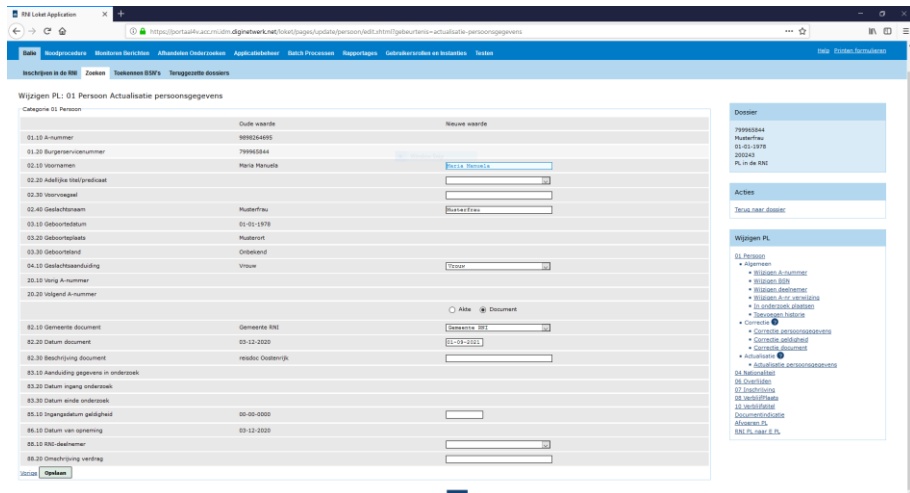 RNI Loket Application
https://portaal4v.acc.rni.idm.diginetwerk.net/loket/pages/update/persoon/edit.xhtml?gebeurtenis=actualisatie-persoonsgegevens
Balie Noodprocedure Monitoren Berichten Afhandelen Onderzoeken Applicatiebeheer Batch Processen Rapportages Gebruikersrollen en Instanties Testen Help Printen formulieren
Inschrijven in de RNI Zoeken Toekennen BSN's Teruggezette dossiers
Wijzigen PL: 01 Persoon Actualisatie persoonsgegevens
Categorie 01 Persoon
Oude waarde Nieuwe waarde
01.10 A-nummer 9898264695
01.20 Burgerservicenummer 799965844
02.10 Voornamen Maria Manuela Maria Manuela
02.20 Adellijke titel/predicaat
02.30 Voorvoegsel
02.40 Geslachtsnaam Musterfrau Musterfrau
03.10 Geboortedatum 01-01-1978
03.20 Geboorteplaats Musterort
03.30 Geboorteland Onbekend
04.10 Geslachtsaanduiding Vrouw Vrouw
20.10 Vorig A-nummer
20.20 Volgend A-nummer
Akte Document
82.10 Gemeente document Gemeente RNI Gemeente RNI
82.20 Datum document 03-12-2020 01-09-2021
82.30 Beschrijving document reisdoc Oostenrijk
83.10 Aanduiding gegevens in onderzoek
83.20 Datum ingang onderzoek
83.30 Datum einde onderzoek
85.10 Ingangsdatum geldigheid 00-00-0000
86.10 Datum van opneming 03-12-2020
88.10 RNI-deelnemer
88.20 Omschrijving verdrag
Vorige Opslaan
Dossier
799965844
Musterfrau
01-01-1978
200243
PL in de RNI
Acties
Terug naar dossier
Wijzigen PL
01 Persoon
Algemeen
Wijzigen A-nummer
Wijzigen BSN
Wijzigen deelnemer
Wijzigen A-nr verwijzing
In onderzoek plaatsen
Toevoegen historie
Correctie ?
Correctie persoonsgegevens
Correctie geldigheid
Correctie document
Actualisatie ?
Actualisatie persoonsgegevens
04 Nationaliteit
06 Overlijden
07 Inschrijving
08 Verblijfplaats
10 Verblijfstitel
Documentindicatie
Afvoeren PL
RNI PL naar E PL